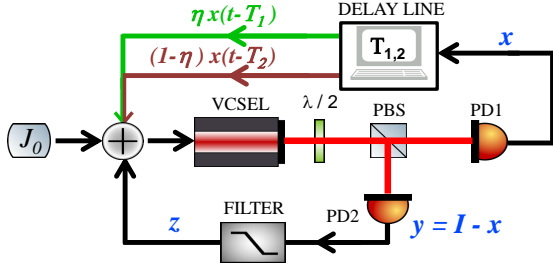 η x(t-T1)
DELAY LINE
(1-η) x(t-T2)
T1,2
x
VCSEL
λ / 2
PBS
PD1
J0
z
FILTER
PD2
y = I - x